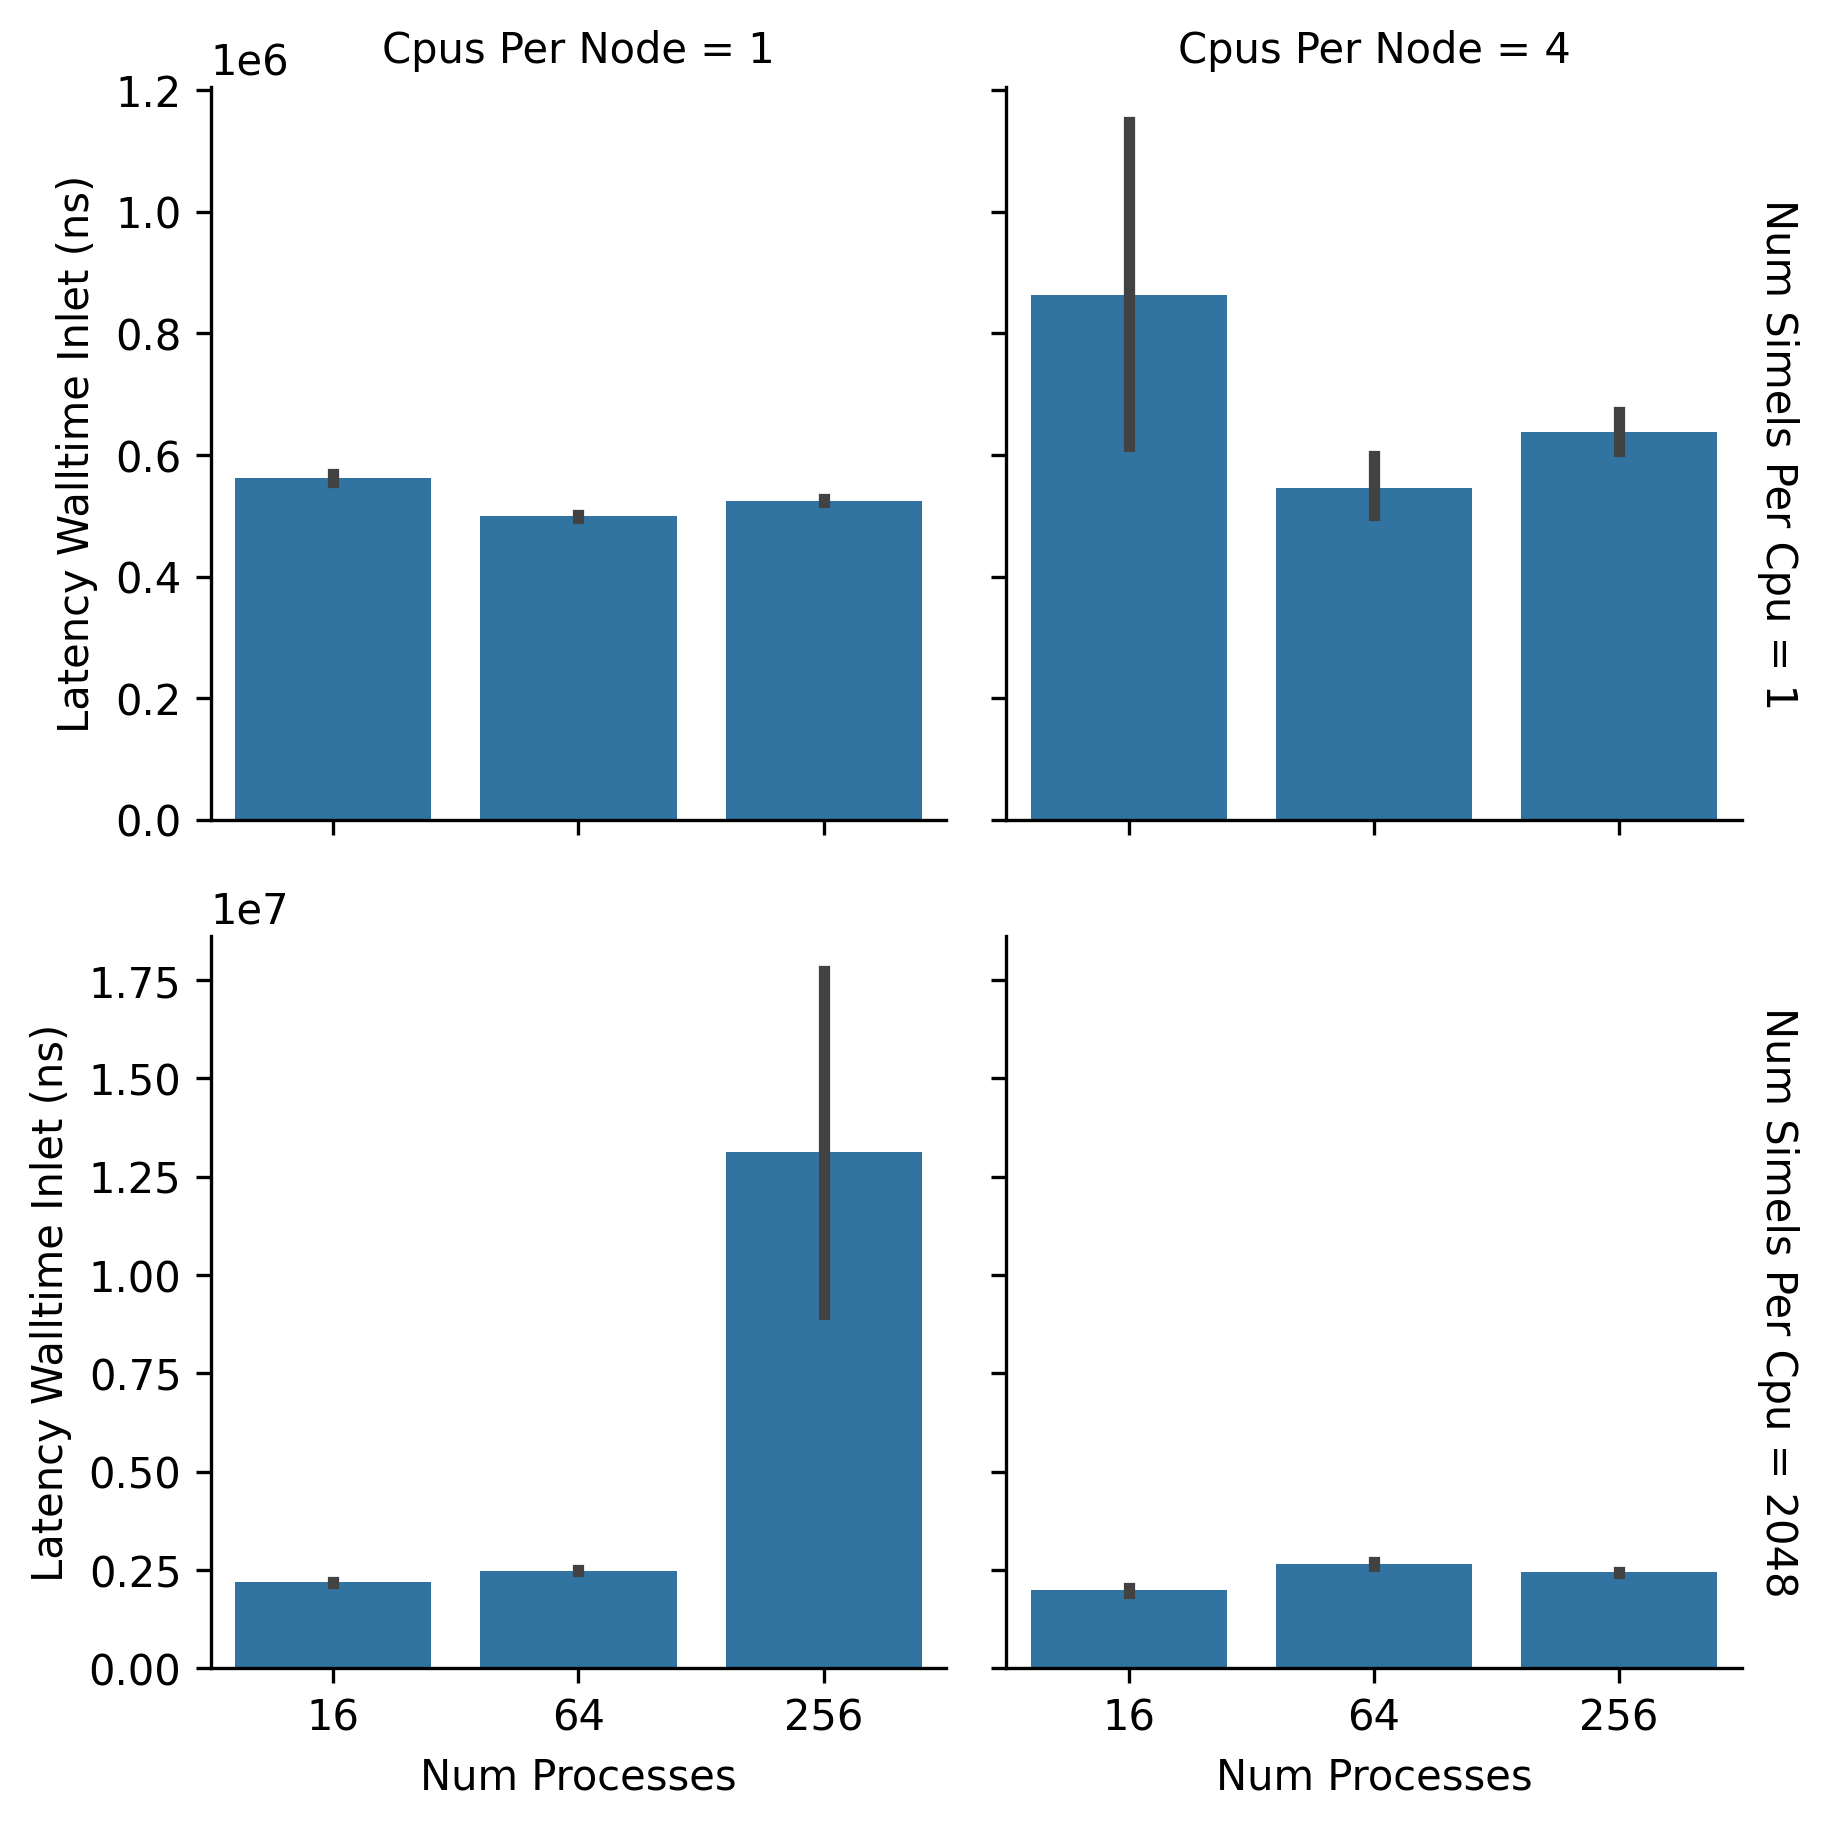 Cpus Per Node = 1
Cpus Per Node = 4
1e6
1.2
1.0
0.8
0.6
0.4
0.2
0.0
Latency Walltime Inlet (ns)
Num Simels Per Cpu = 1
1e7
1.75
1.50
1.25
1.00
0.75
0.50
0.25
0.00
Latency Walltime Inlet (ns)
Num Simels Per Cpu = 2048
16 64 256
16 64 256
Num Processes
Num Processes